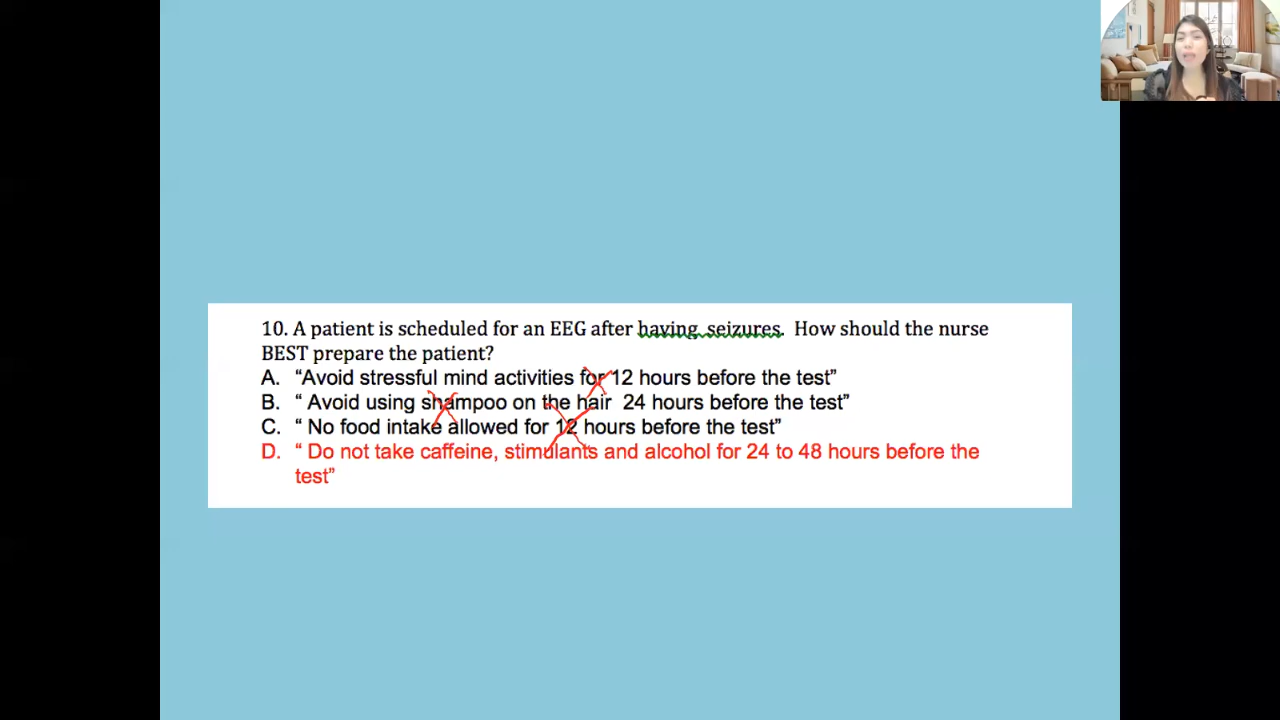 10. A patient is scheduled for an EEG after having seizures. How should the nurse
BEST prepare the patient?
A. “Avoid stressful mind activities for 12 hours before the test”
B. “ Avoid using shampoo on the hair 24 hours before the test”
C. “ No food intake allowed for 12 hours before the test”
D. “ Do not take caffeine, stimulants and alcohol for 24 to 48 hours before the
test”